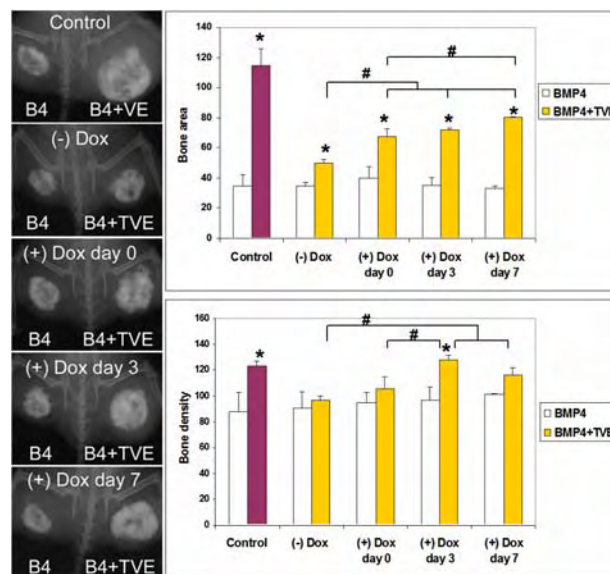 Control
B4 B4+VE
(-) Dox
B4 B4+TVE
(+) Dox day 0
B4 B4+TVE
(+) Dox day 3
B4 B4+TVE
(+) Dox day 7
B4 B4+TVE
Bone area
140
120
100
80
60
40
20
0
*
*
*
*
*
#
#
Control
(-) Dox
(+) Dox day 0
(+) Dox day 3
(+) Dox day 7
BMP4
BMP4+TVE
Bone density
160
140
120
100
80
60
40
20
0
*
#
#
*
Control
(-) Dox
(+) Dox day 0
(+) Dox day 3
(+) Dox day 7
BMP4
BMP4+TVE